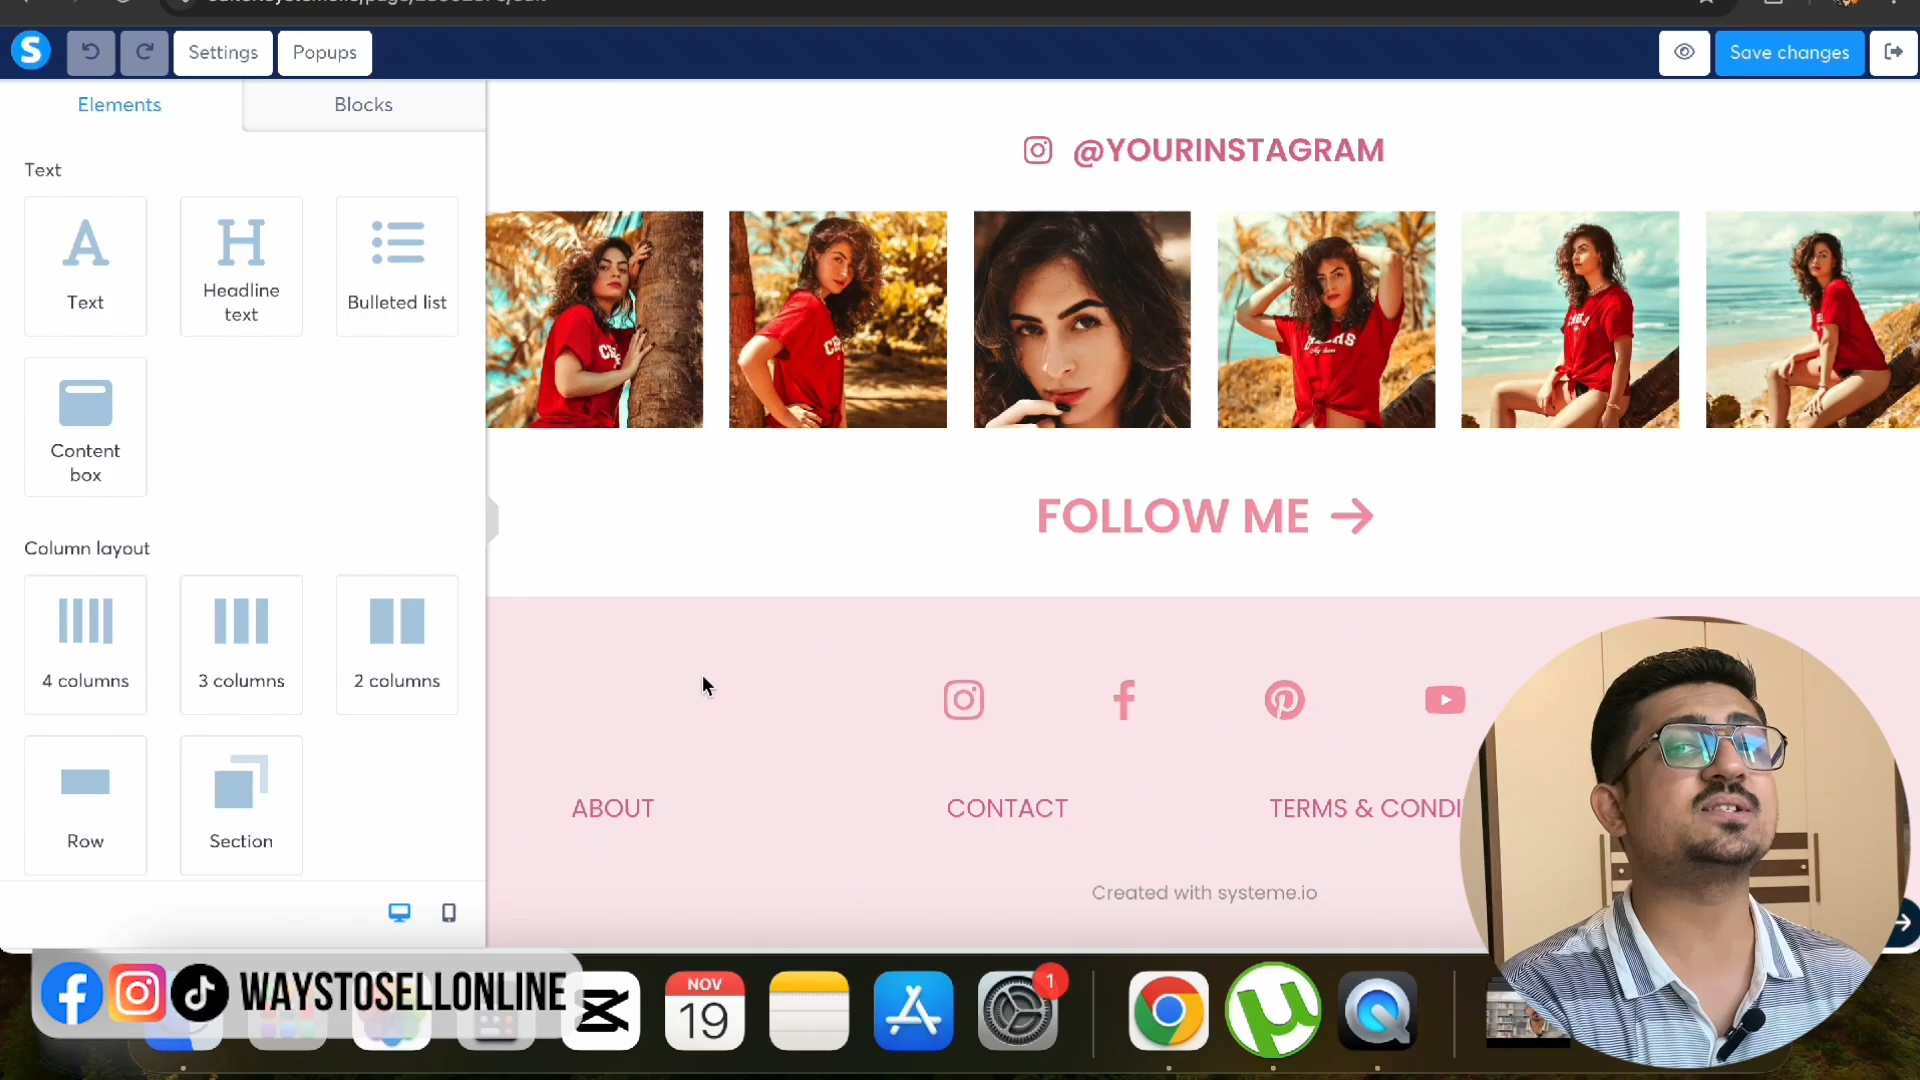 Settings
Popups
Save changes
Elements
Blocks
@YOURINSTAGRAM
Text
Text
Headline
text
Bulleted list
Content
box
FOLLOW ME →
Column layout
4 columns
3 columns
2 columns
Row
Section
ABOUT
CONTACT
TERMS & CONDI
Created with systeme.io
WAYSTOSELLONLINE
NOV
19
1